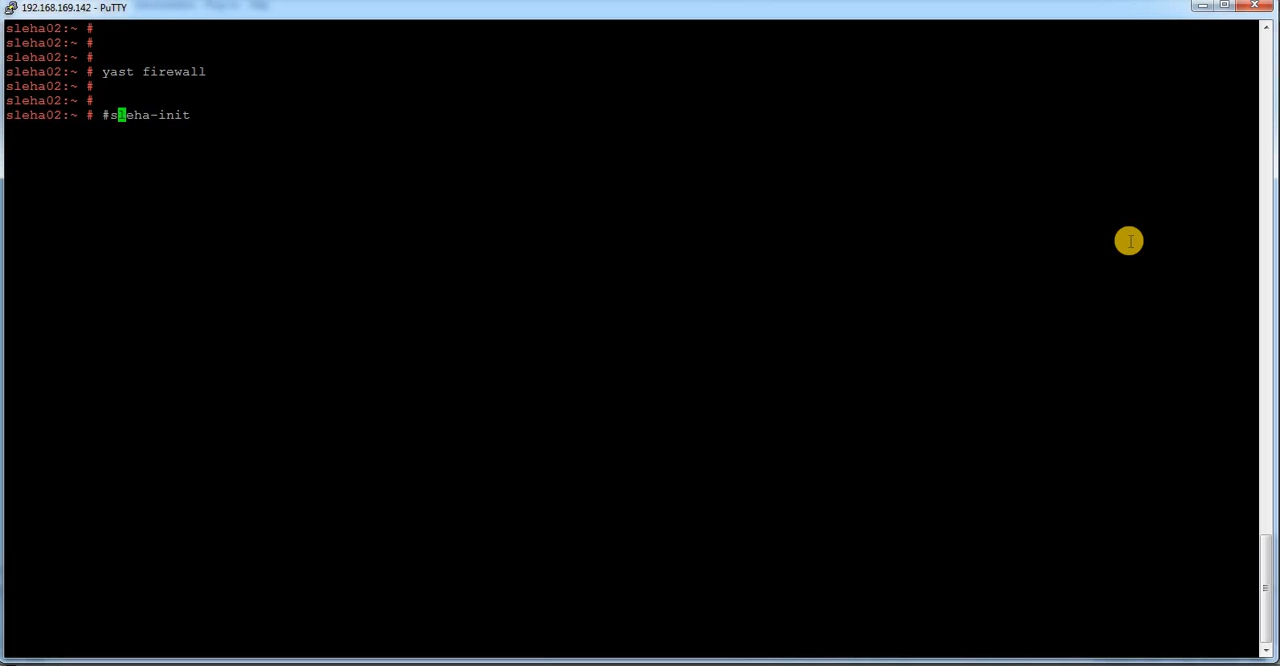 192.168.169.142 - PuTTY
sleha02:~ #
sleha02:~ #
sleha02:~ #
sleha02:~ # yast firewall
sleha02:~ #
sleha02:~ #
sleha02:~ # #sleha-init